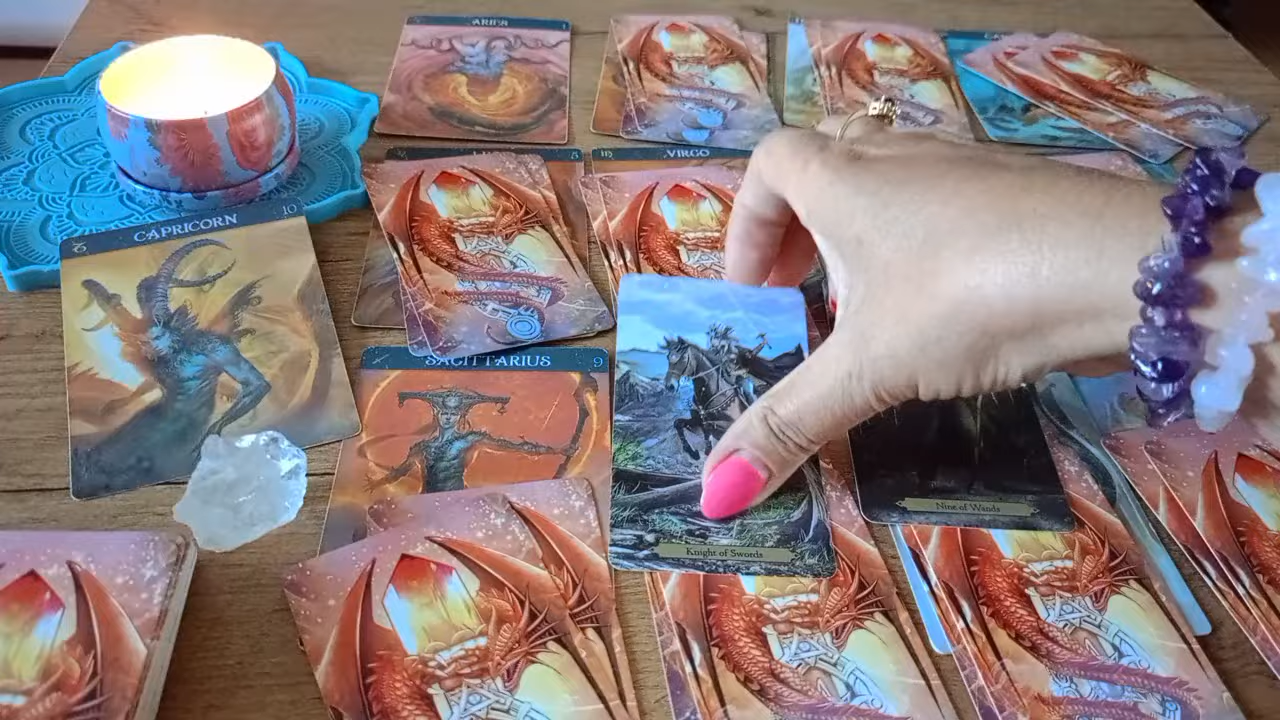 ARIES
VIRGO
CAPRICORN 10
SAGITTARIUS 9
Nine of Wands
Knight of Swords